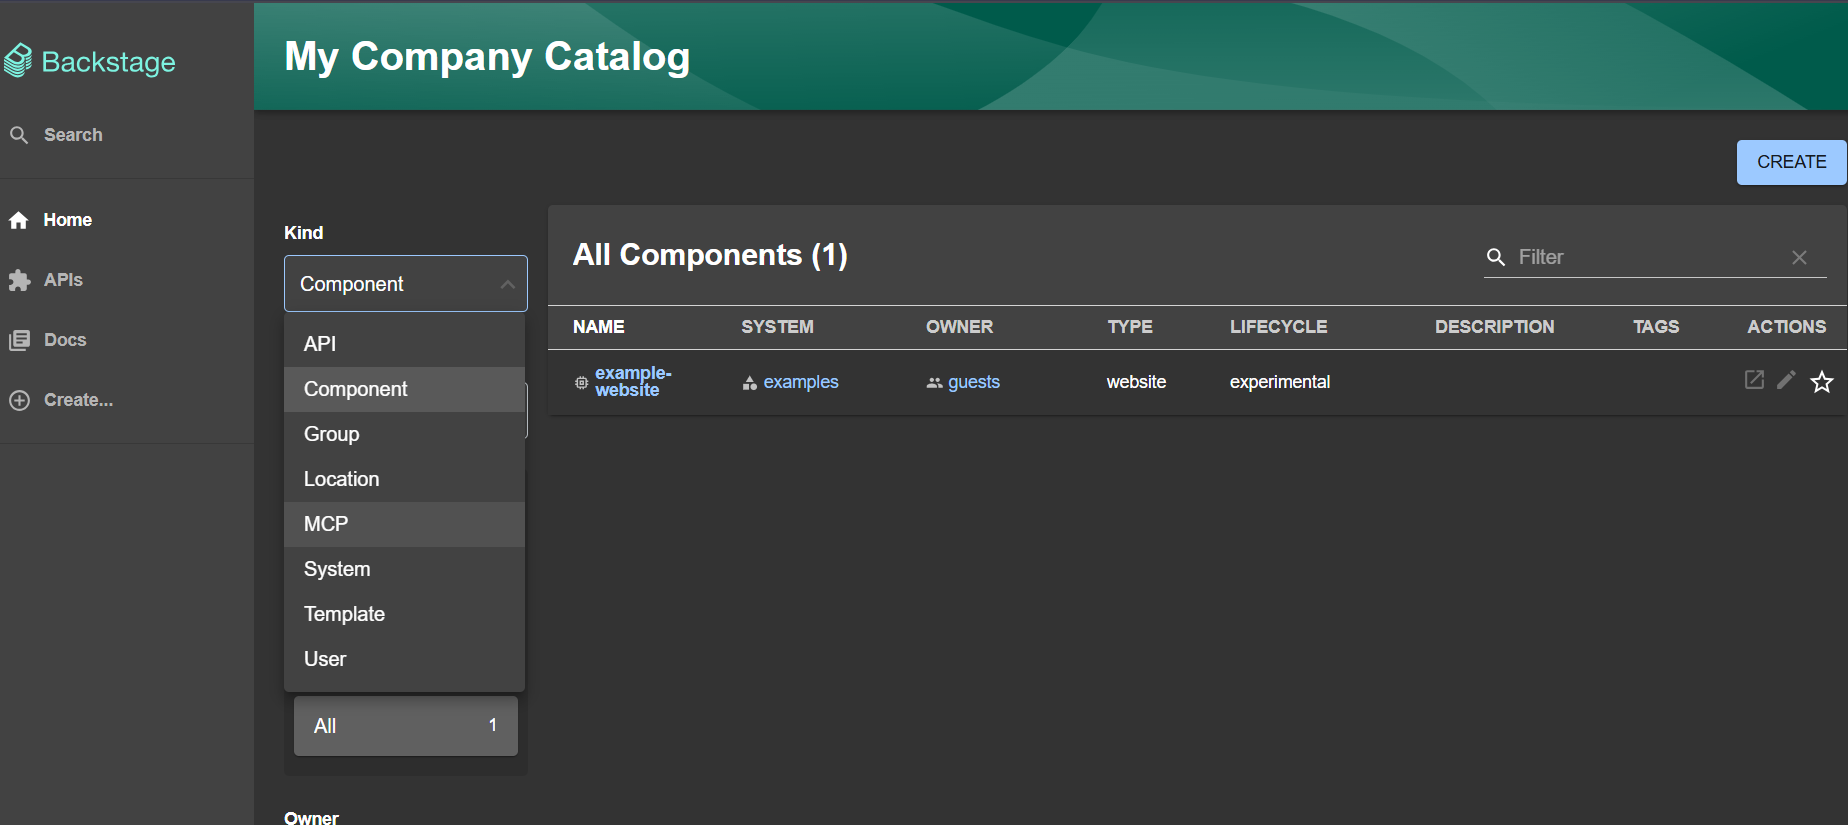 Backstage
Search
Home
APIs
Docs
Create...
My Company Catalog
CREATE
Kind
Component
API
Component
Group
Location
MCP
System
Template
User
All 1
Owner
All Components (1)
Filter
NAME SYSTEM OWNER TYPE LIFECYCLE DESCRIPTION TAGS ACTIONS
example-
website examples guests website experimental